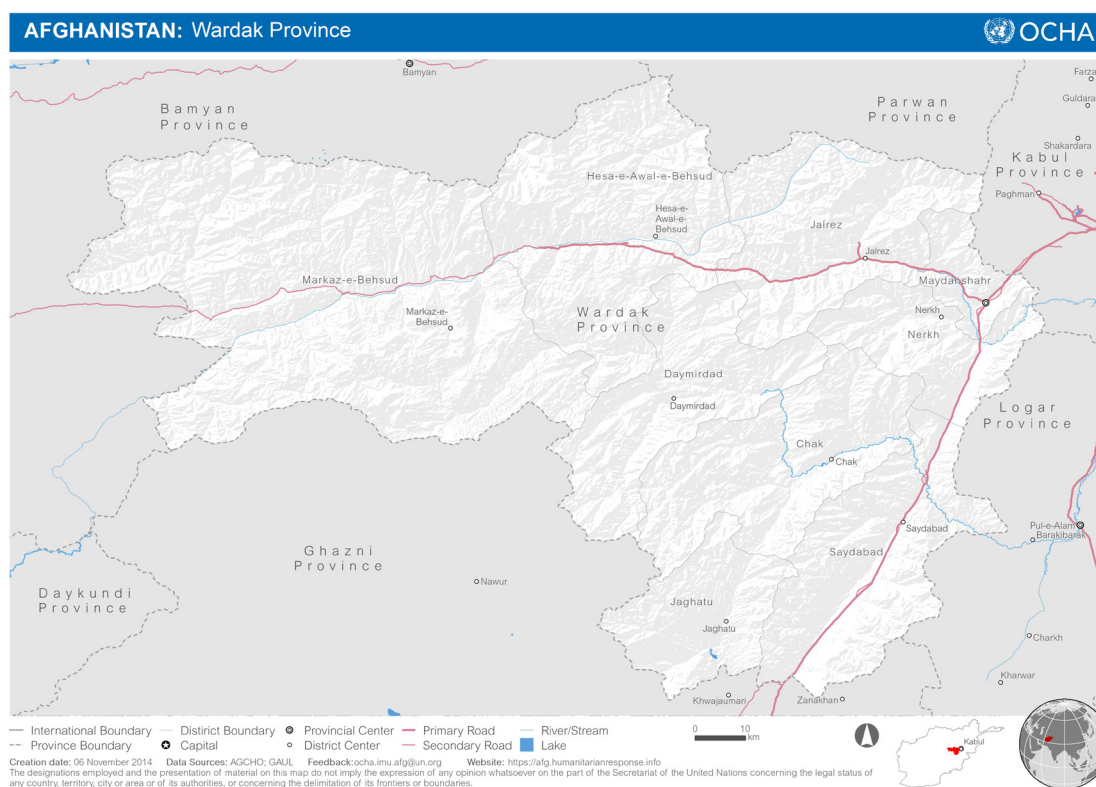 AFGHANISTAN: Wardak Province
OCHA
Bamyan
Bamyan
Province
Parwan
Province
Farza
Guldara
Shakardara
Kabul
Province
Paghman
Hesa-e-Awal-e-Behsud
Hesa-e-
Awal-e-
Behsud
Jalrez
Jalrez
Markaz-e-Behsud
Maydanshahr
Markaz-e-
Behsud
Wardak
Province
Nerkh
Nerkh
Daymirdad
Daymirdad
Logar
Province
Chak
Chak
Saydabad
Pul-e-Alam
Barakibarak
Ghazni
Province
Saydabad
Nawur
Daykundi
Province
Jaghatu
Jaghatu
Charkh
Kharwar
Khwajaumari
Zanakhan
International Boundary
District Boundary
Provincial Center
Primary Road
River/Stream
0 10
km
Province Boundary
Capital
District Center
Secondary Road
Lake
Kabul
Creation date: 06 November 2014 Data Sources: AGCHO; GAUL Feedback:ocha.imu.afg@un.org Website: https://afg.humanitarianresponse.info
The designations employed and the presentation of material on this map do not imply the expression of any opinion whatsoever on the part of the Secretariat of the United Nations concerning the legal status of
any country, territory, city or area or of its authorities, or concerning the delimitation of its frontiers or boundaries.